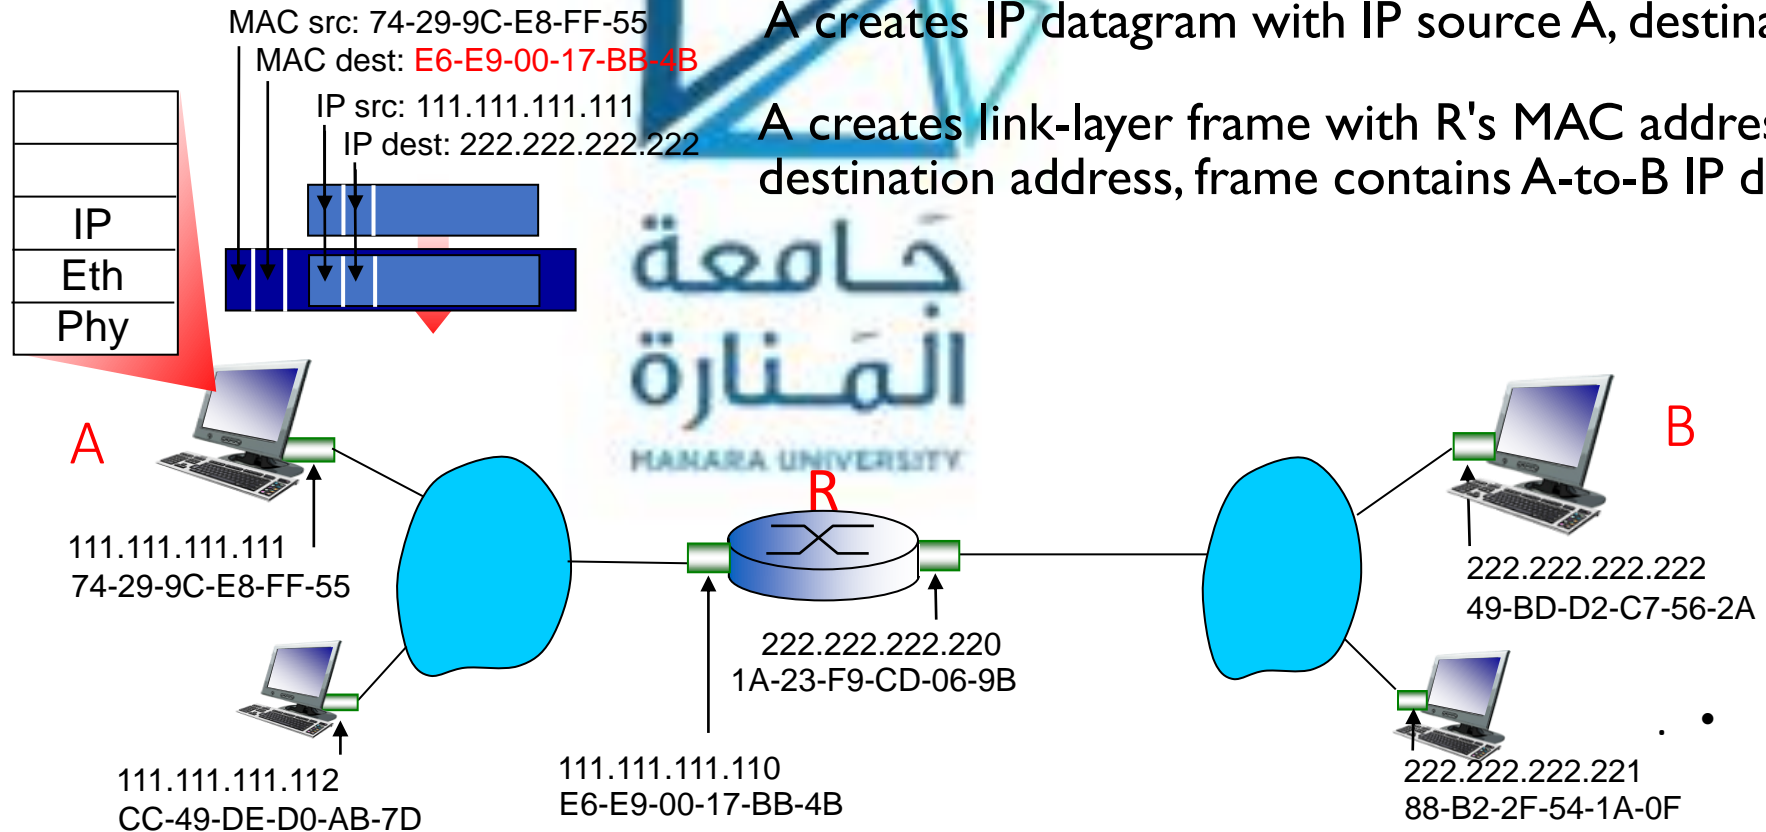 MAC src: 74-29-9C-E8-FF-55
MAC dest: E6-E9-00-17-BB-4B
IP src: 111.111.111.111
IP dest: 222.222.222.222
A creates IP datagram with IP source A, destina
A creates link-layer frame with R's MAC addres
destination address, frame contains A-to-B IP d
IP
Eth
Phy
جَامعة
المَنارة
MANARA UNIVERSITY
A
R
B
111.111.111.111
74-29-9C-E8-FF-55
222.222.222.222
49-BD-D2-C7-56-2A
222.222.222.220
1A-23-F9-CD-06-9B
111.111.111.112
CC-49-DE-D0-AB-7D
111.111.111.110
E6-E9-00-17-BB-4B
222.222.222.221
88-B2-2F-54-1A-0F